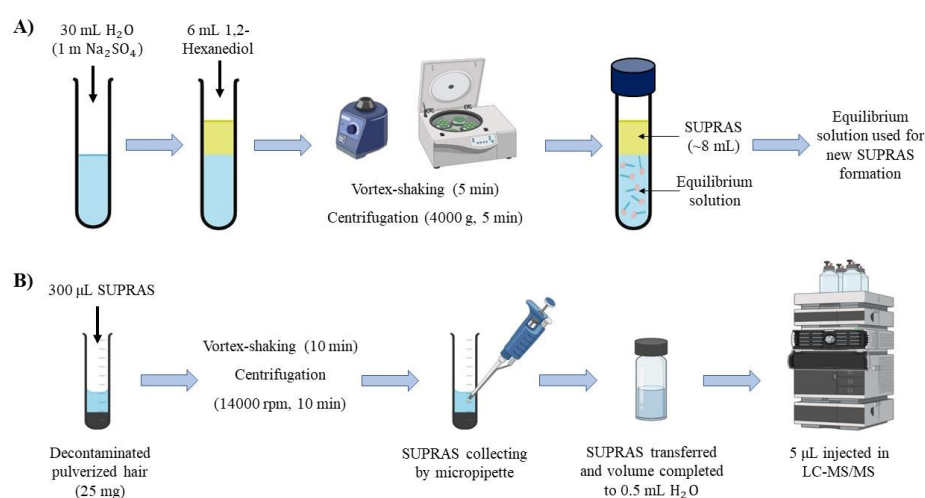 A)
30 mL H₂O
(1 m Na₂SO₄)
6 mL 1,2-
Hexanediol
Vortex-shaking (5 min)
Centrifugation (4000 g, 5 min)
SUPRAS
(~8 mL)
Equilibrium
solution
Equilibrium
solution used for
new SUPRAS
formation
B)
300 μL SUPRAS
Decontaminated
pulverized hair
(25 mg)
Vortex-shaking (10 min)
Centrifugation
(14000 rpm, 10 min)
SUPRAS collecting
by micropipette
SUPRAS transferred
and volume completed
to 0.5 mL H₂O
5 μL injected in
LC-MS/MS